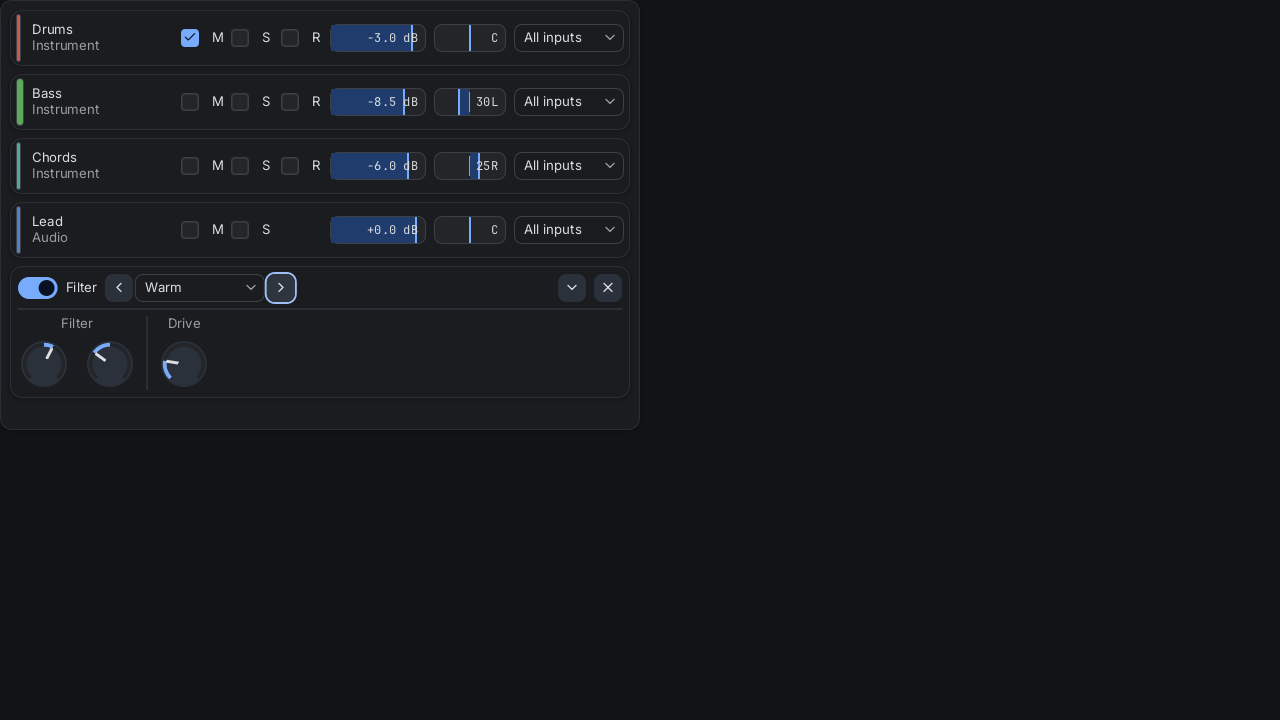 Drums
Instrument
M S R -3.0 dB C All inputs
Bass
Instrument
M S R -8.5 dB 30L All inputs
Chords
Instrument
M S R -6.0 dB 25R All inputs
Lead
Audio
M S +0.0 dB C All inputs
Filter Warm
Filter Drive